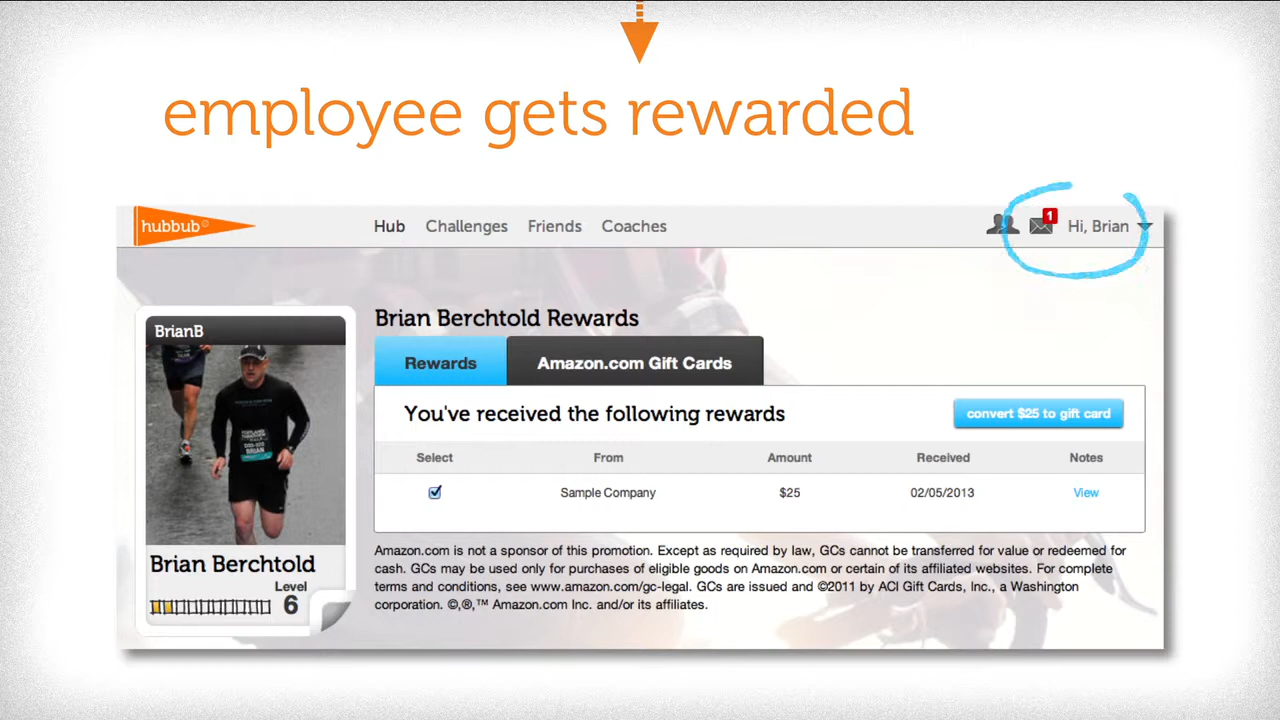 employee gets rewarded
hubbub
Hub Challenges Friends Coaches
1
Hi, Brian
BrianB
Brian Berchtold Rewards
Rewards
Amazon.com Gift Cards
You've received the following rewards
convert $25 to gift card
Select From Amount Received Notes
Sample Company $25 02/05/2013 View
Amazon.com is not a sponsor of this promotion. Except as required by law, GCs cannot be transferred for value or redeemed for
cash. GCs may be used only for purchases of eligible goods on Amazon.com or certain of its affiliated websites. For complete
terms and conditions, see www.amazon.com/gc-legal. GCs are issued and ©2011 by ACI Gift Cards, Inc., a Washington
corporation. ©,®,™ Amazon.com Inc. and/or its affiliates.
BRIAN
Brian Berchtold
Level
6